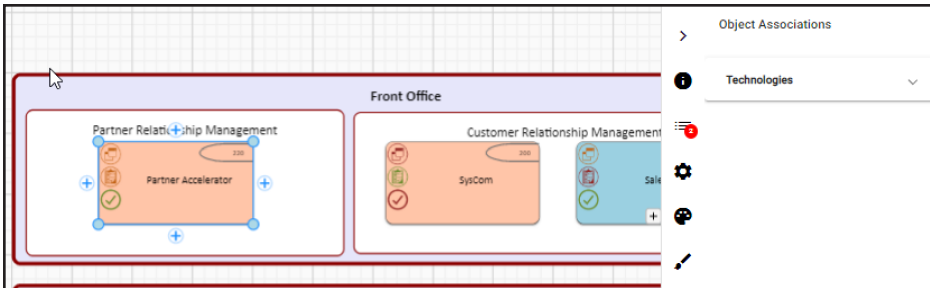 Object Associations
Technologies
Front Office
Partner Relationship Management
Customer Relationship Management
220
Partner Accelerator
300
SysCom
Sale
2